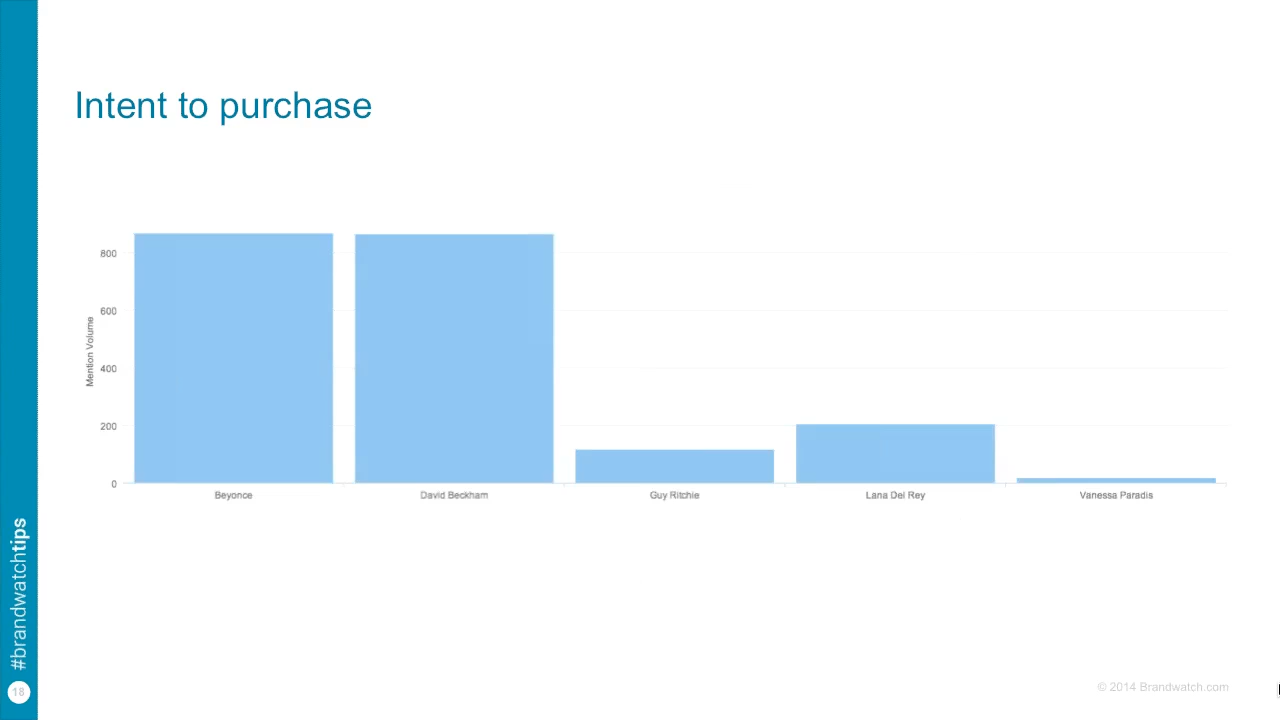 Intent to purchase
800
600
400
200
0
Mention Volume
Beyonce
David Beckham
Guy Ritchie
Lana Del Rey
Vanessa Paradis
#brandwatchtips
18
© 2014 Brandwatch.com